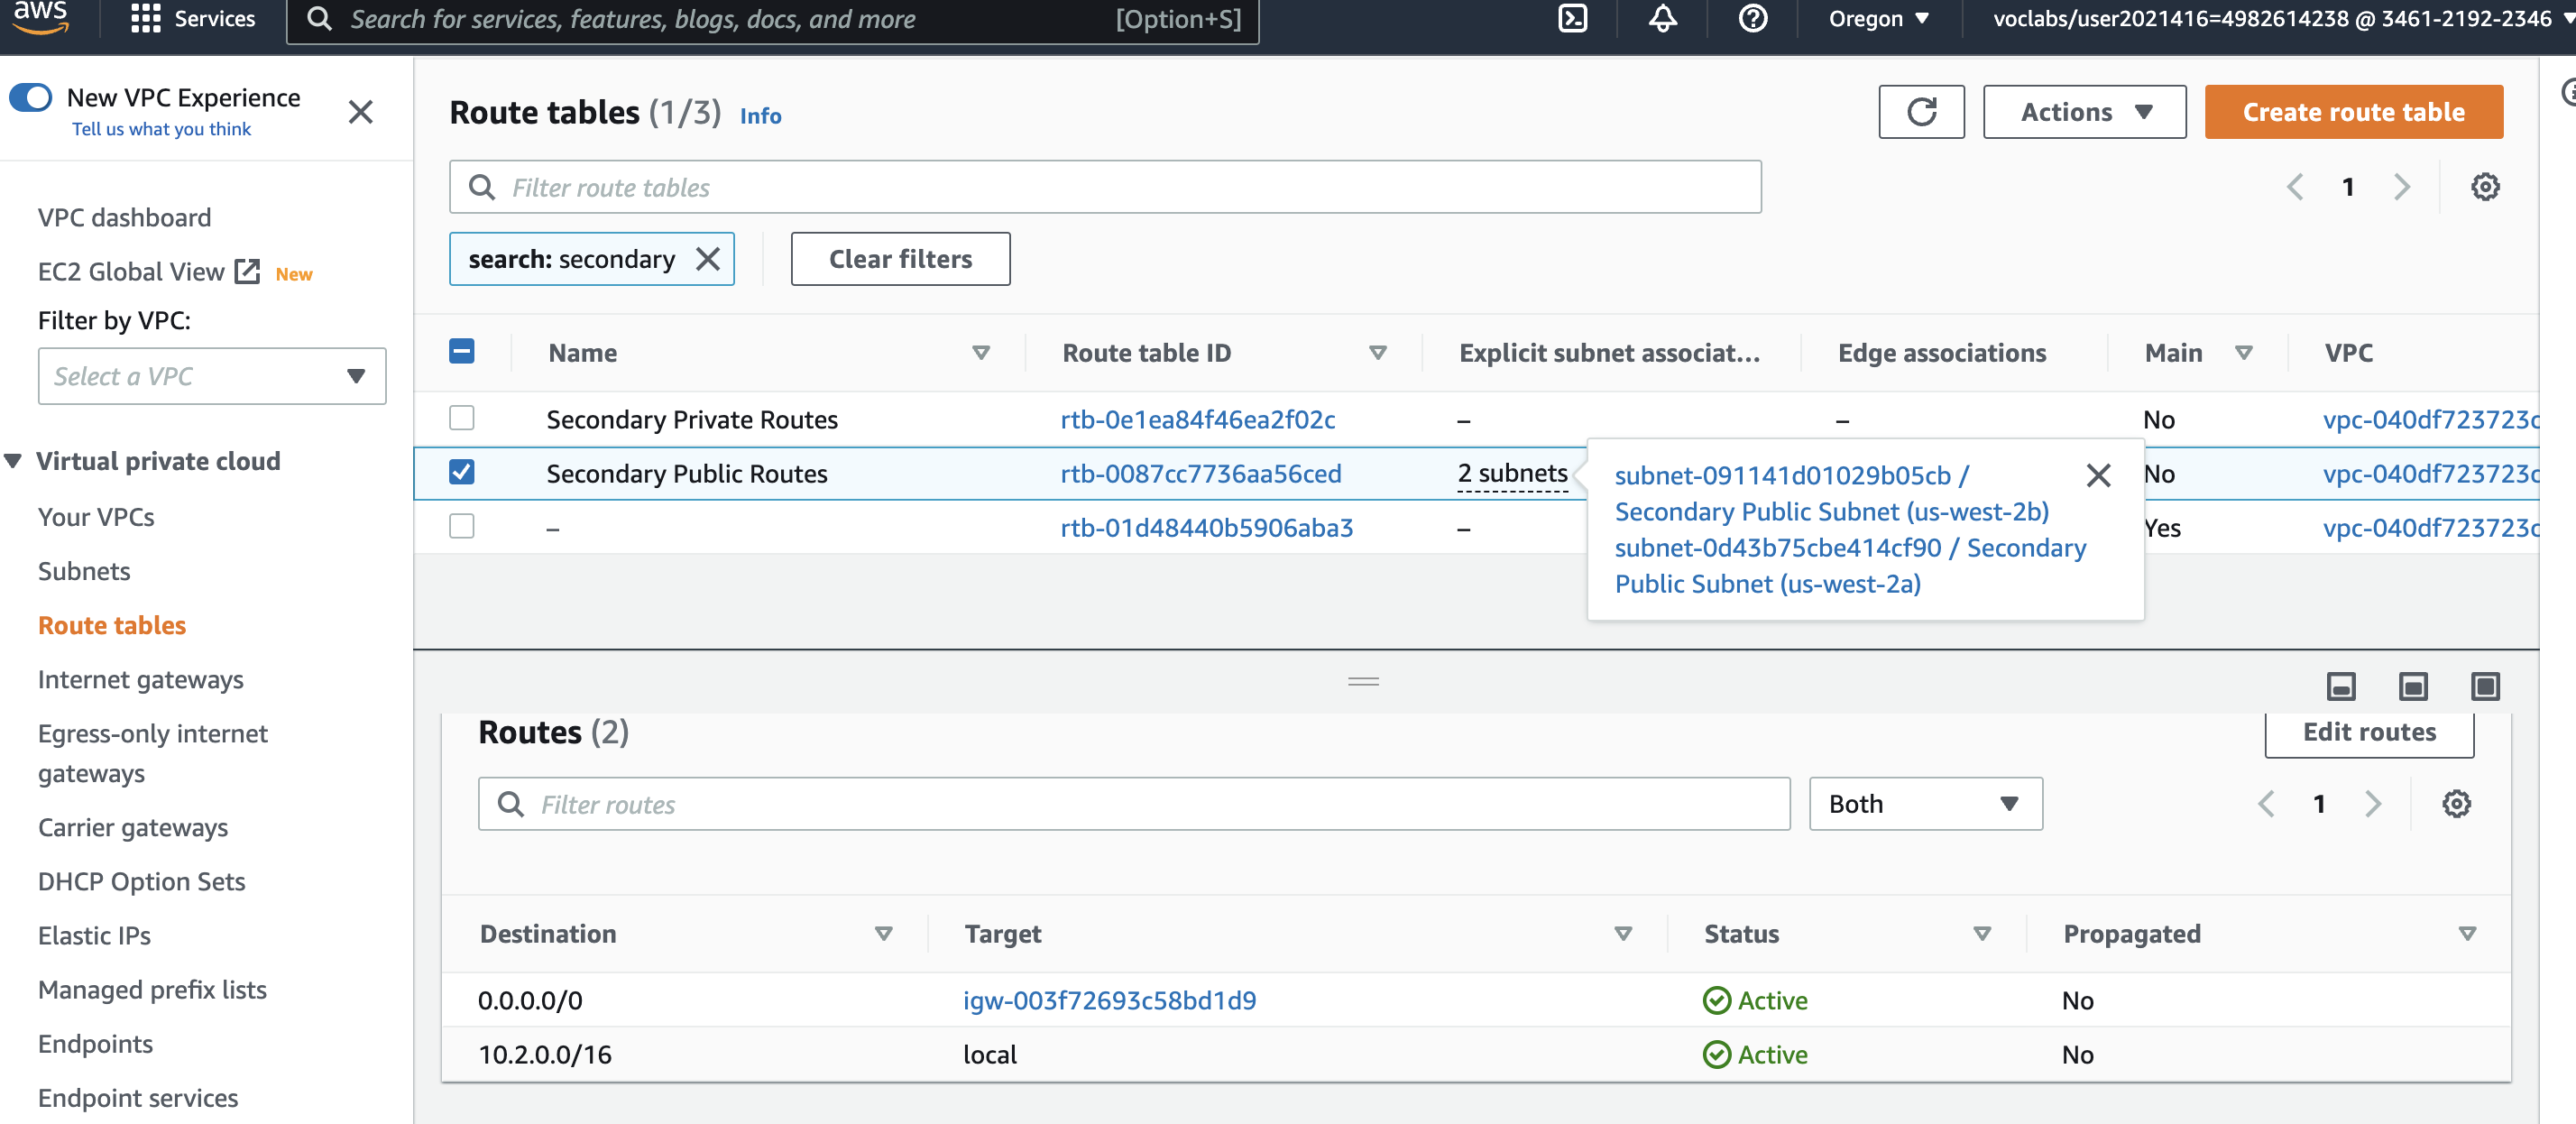 aws
Services
Search for services, features, blogs, docs, and more
[Option+S]
Oregon
voclabs/user2021416=4982614238 @ 3461-2192-2346
New VPC Experience
Tell us what you think
VPC dashboard
EC2 Global View New
Filter by VPC:
Select a VPC
Virtual private cloud
Your VPCs
Subnets
Route tables
Internet gateways
Egress-only internet
gateways
Carrier gateways
DHCP Option Sets
Elastic IPs
Managed prefix lists
Endpoints
Endpoint services
Route tables (1/3) Info
Actions
Create route table
Filter route tables
1
search: secondary
Clear filters
Name Route table ID Explicit subnet associat... Edge associations Main VPC
Secondary Private Routes rtb-0e1ea84f46ea2f02c – – No vpc-040df723723c
Secondary Public Routes rtb-0087cc7736aa56ced 2 subnets No vpc-040df723723c
– rtb-01d48440b5906aba3 – Yes vpc-040df723723c
subnet-091141d01029b05cb /
Secondary Public Subnet (us-west-2b)
subnet-0d43b75cbe414cf90 / Secondary
Public Subnet (us-west-2a)
Routes (2)
Edit routes
Filter routes
Both
1
Destination Target Status Propagated
0.0.0.0/0 igw-003f72693c58bd1d9 Active No
10.2.0.0/16 local Active No